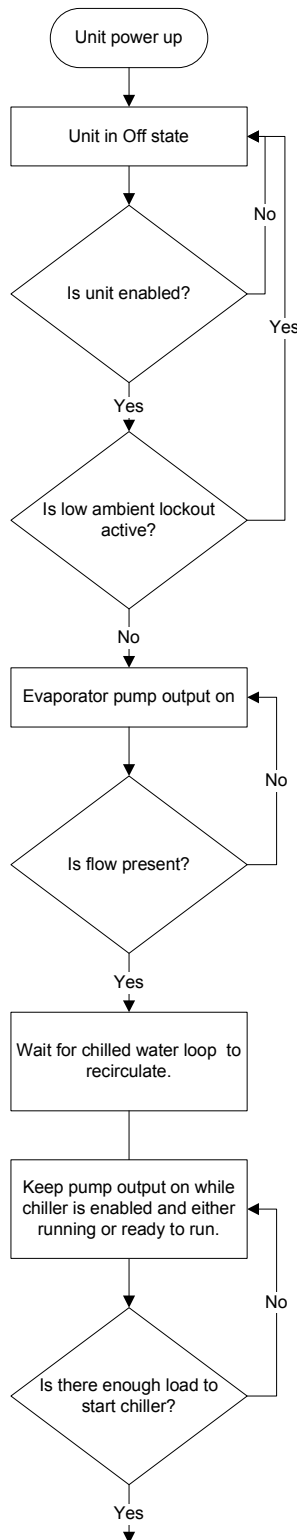 Unit power up
Unit in Off state
No
Is unit enabled?
Yes
Yes
Is low ambient lockout
active?
No
Evaporator pump output on
No
Is flow present?
Yes
Wait for chilled water loop to
recirculate.
Keep pump output on while
chiller is enabled and either
running or ready to run.
No
Is there enough load to
start chiller?
Yes